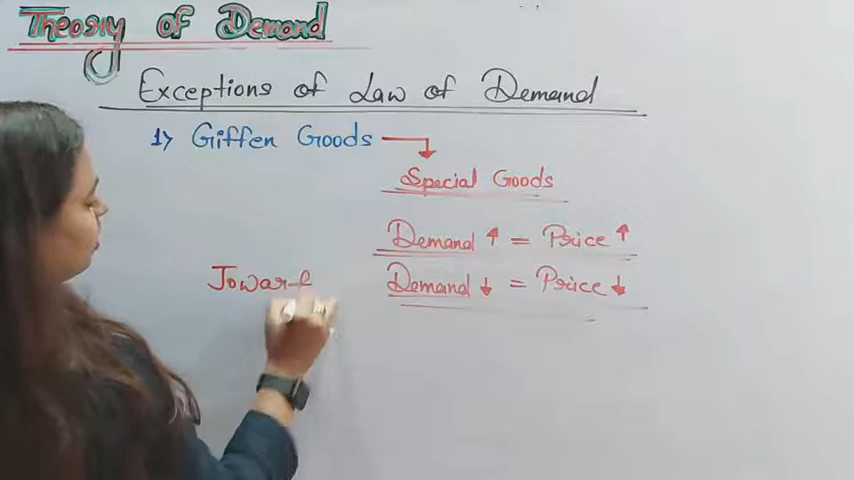 Theory of Demand
Exceptions of Law of Demand
1) Giffen Goods
Special Goods
Demand ↑ = Price ↑
Demand ↓ = Price ↓
Jowar